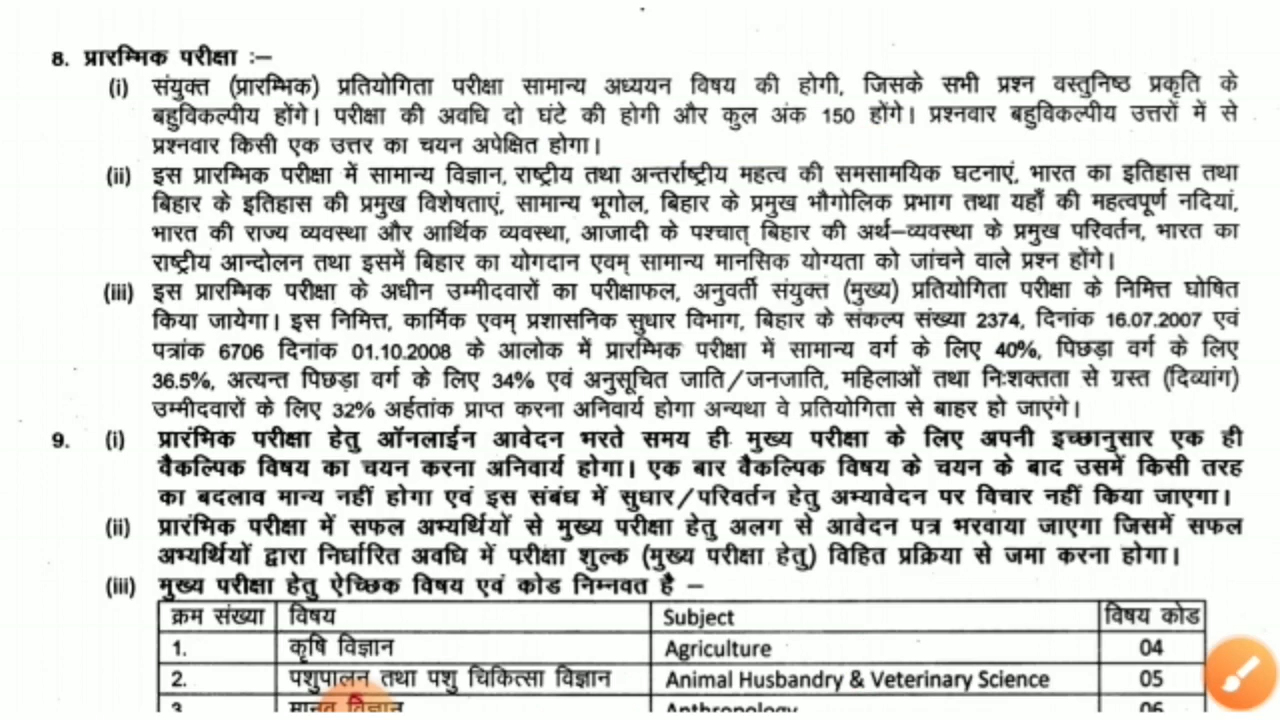 8. प्रारम्भिक परीक्षा :–
(i) संयुक्त (प्रारम्भिक) प्रतियोगिता परीक्षा सामान्य अध्ययन विषय की होगी, जिसके सभी प्रश्न वस्तुनिष्ठ प्रकृति के
बहुविकल्पीय होंगे। परीक्षा की अवधि दो घंटे की होगी और कुल अंक 150 होंगे। प्रश्नवार बहुविकल्पीय उत्तरों में से
प्रश्नवार किसी एक उत्तर का चयन अपेक्षित होगा।
(ii) इस प्रारम्भिक परीक्षा में सामान्य विज्ञान, राष्ट्रीय तथा अन्तर्राष्ट्रीय महत्व की समसामयिक घटनाएं, भारत का इतिहास तथा
बिहार के इतिहास की प्रमुख विशेषताएं, सामान्य भूगोल, बिहार के प्रमुख भौगोलिक प्रभाग तथा यहाँ की महत्वपूर्ण नदियां,
भारत की राज्य व्यवस्था और आर्थिक व्यवस्था, आजादी के पश्चात् बिहार की अर्थ–व्यवस्था के प्रमुख परिवर्तन, भारत का
राष्ट्रीय आन्दोलन तथा इसमें बिहार का योगदान एवम् सामान्य मानसिक योग्यता को जांचने वाले प्रश्न होंगे।
(iii) इस प्रारम्भिक परीक्षा के अधीन उम्मीदवारों का परीक्षाफल, अनुवर्ती संयुक्त (मुख्य) प्रतियोगिता परीक्षा के निमित्त घोषित
किया जायेगा। इस निमित्त, कार्मिक एवम् प्रशासनिक सुधार विभाग, बिहार के संकल्प संख्या 2374, दिनांक 16.07.2007 एवं
पत्रांक 6706 दिनांक 01.10.2008 के आलोक में प्रारम्भिक परीक्षा में सामान्य वर्ग के लिए 40%, पिछड़ा वर्ग के लिए
36.5%, अत्यन्त पिछड़ा वर्ग के लिए 34% एवं अनुसूचित जाति/जनजाति, महिलाओं तथा निःशक्तता से ग्रस्त (दिव्यांग)
उम्मीदवारों के लिए 32% अर्हतांक प्राप्त करना अनिवार्य होगा अन्यथा वे प्रतियोगिता से बाहर हो जाएंगे।
9. (i) प्रारंभिक परीक्षा हेतु ऑनलाईन आवेदन भरते समय ही मुख्य परीक्षा के लिए अपनी इच्छानुसार एक ही
वैकल्पिक विषय का चयन करना अनिवार्य होगा। एक बार वैकल्पिक विषय के चयन के बाद उसमें किसी तरह
का बदलाव मान्य नहीं होगा एवं इस संबंध में सुधार/परिवर्तन हेतु अभ्यावेदन पर विचार नहीं किया जाएगा।
(ii) प्रारंभिक परीक्षा में सफल अभ्यर्थियों से मुख्य परीक्षा हेतु अलग से आवेदन पत्र भरवाया जाएगा जिसमें सफल
अभ्यर्थियों द्वारा निर्धारित अवधि में परीक्षा शुल्क (मुख्य परीक्षा हेतु) विहित प्रक्रिया से जमा करना होगा।
(iii) मुख्य परीक्षा हेतु ऐच्छिक विषय एवं कोड निम्नवत है –
क्रम संख्या विषय Subject विषय कोड
1. कृषि विज्ञान Agriculture 04
2. पशुपालन तथा पशु चिकित्सा विज्ञान Animal Husbandry & Veterinary Science 05
3 मानव विज्ञान Anthropology 06